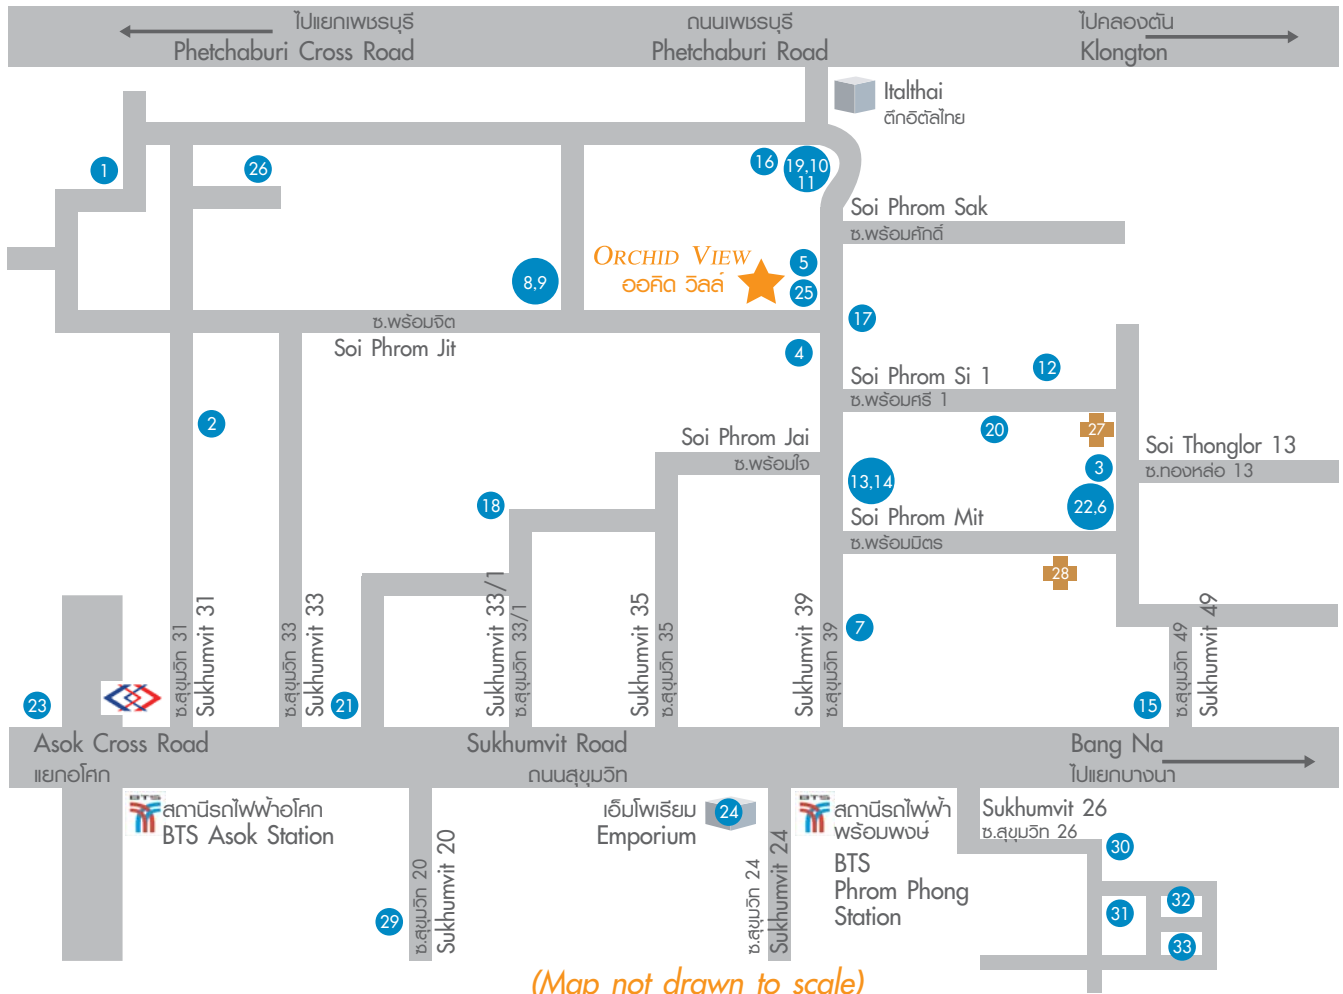 ไปแยกเพชรบุรี
Phetchaburi Cross Road
ถนนเพชรบุรี
Phetchaburi Road
ไปคลองตัน
Klongton
Italthai
ตึกอิตัลไทย
1
26
16
19,10
11
Soi Phrom Sak
ซ.พร้อมศักดิ์
ORCHID VIEW
ออคิด วิลล์
5
25
8,9
17
ซ.พร้อมจิต
Soi Phrom Jit
4
12
Soi Phrom Si 1
ซ.พร้อมศรี 1
2
20
27
Soi Phrom Jai
ซ.พร้อมใจ
Soi Thonglor 13
ซ.ทองหล่อ 13
3
13,14
18
22,6
Soi Phrom Mit
ซ.พร้อมมิตร
28
ซ.สุขุมวิท 31
Sukhumvit 31
ซ.สุขุมวิท 33
Sukhumvit 33
Sukhumvit 33/1
ซ.สุขุมวิท 33/1
Sukhumvit 35
ซ.สุขุมวิท 35
Sukhumvit 39
ซ.สุขุมวิท 39
7
ซ.สุขุมวิท 49
Sukhumvit 49
23
21
15
Asok Cross Road
แยกอโศก
Sukhumvit Road
ถนนสุขุมวิท
Bang Na
ไปแยกบางนา
BTS
สถานีรถไฟฟ้าอโศก
BTS Asok Station
ซ.สุขุมวิท 20
Sukhumvit 20
29
เอ็มโพเรียม
Emporium
24
ซ.สุขุมวิท 24
Sukhumvit 24
BTS
สถานีรถไฟฟ้า
พร้อมพงษ์
BTS
Phrom Phong
Station
Sukhumvit 26
ซ.สุขุมวิท 26
30
32
31
33
(Map not drawn to scale)